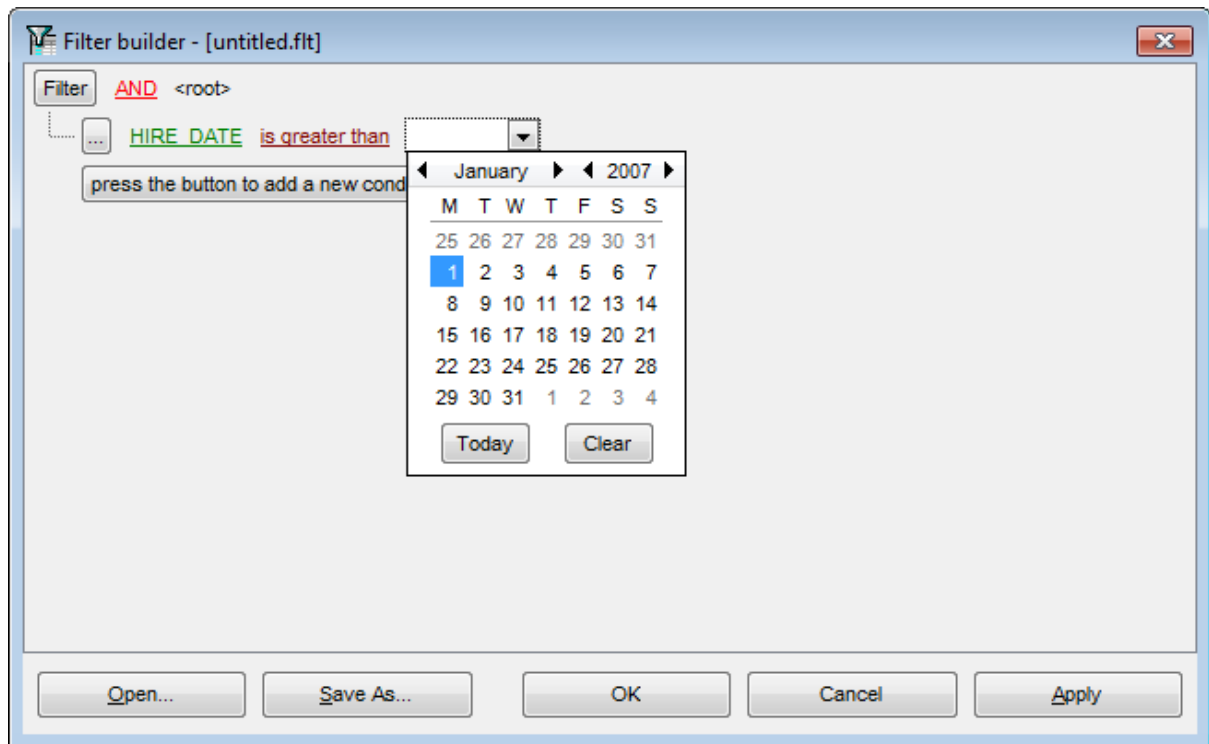 Filter builder - [untitled.flt]
Filter AND <root>
... HIRE_DATE is greater than
press the button to add a new cond
January 2007
M T W T F S S
25 26 27 28 29 30 31
1 2 3 4 5 6 7
8 9 10 11 12 13 14
15 16 17 18 19 20 21
22 23 24 25 26 27 28
29 30 31 1 2 3 4
Today Clear
Open... Save As... OK Cancel Apply